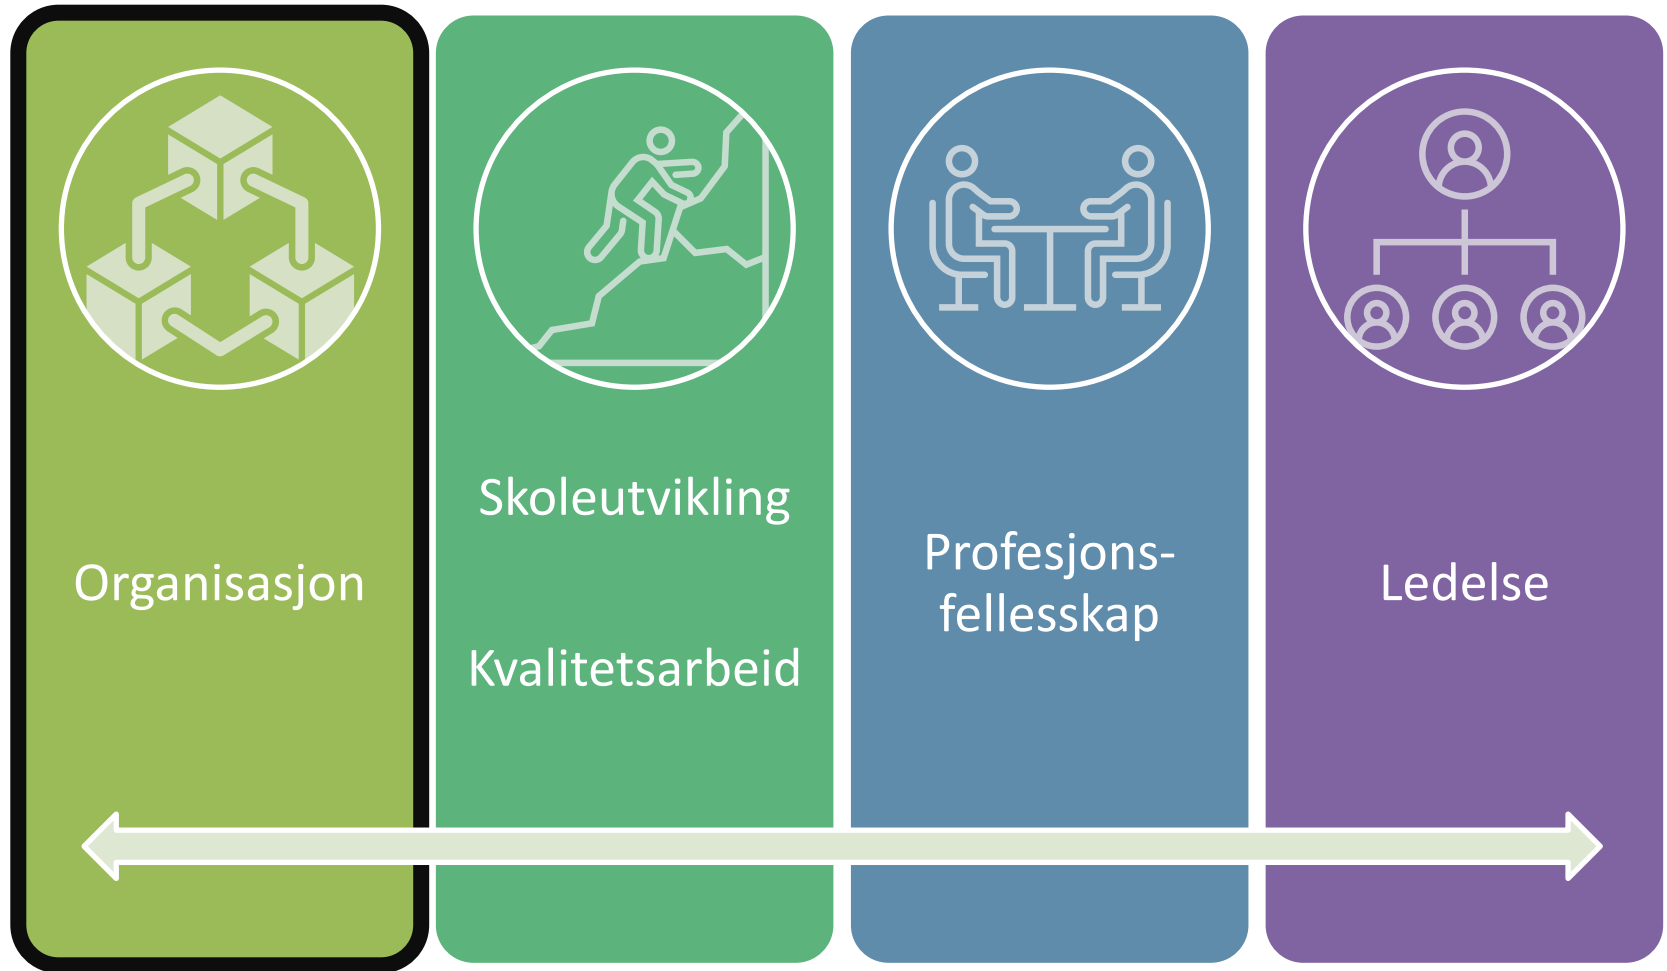 Organisasjon
Skoleutvikling
Kvalitetsarbeid
Profesjons-
fellesskap
Ledelse